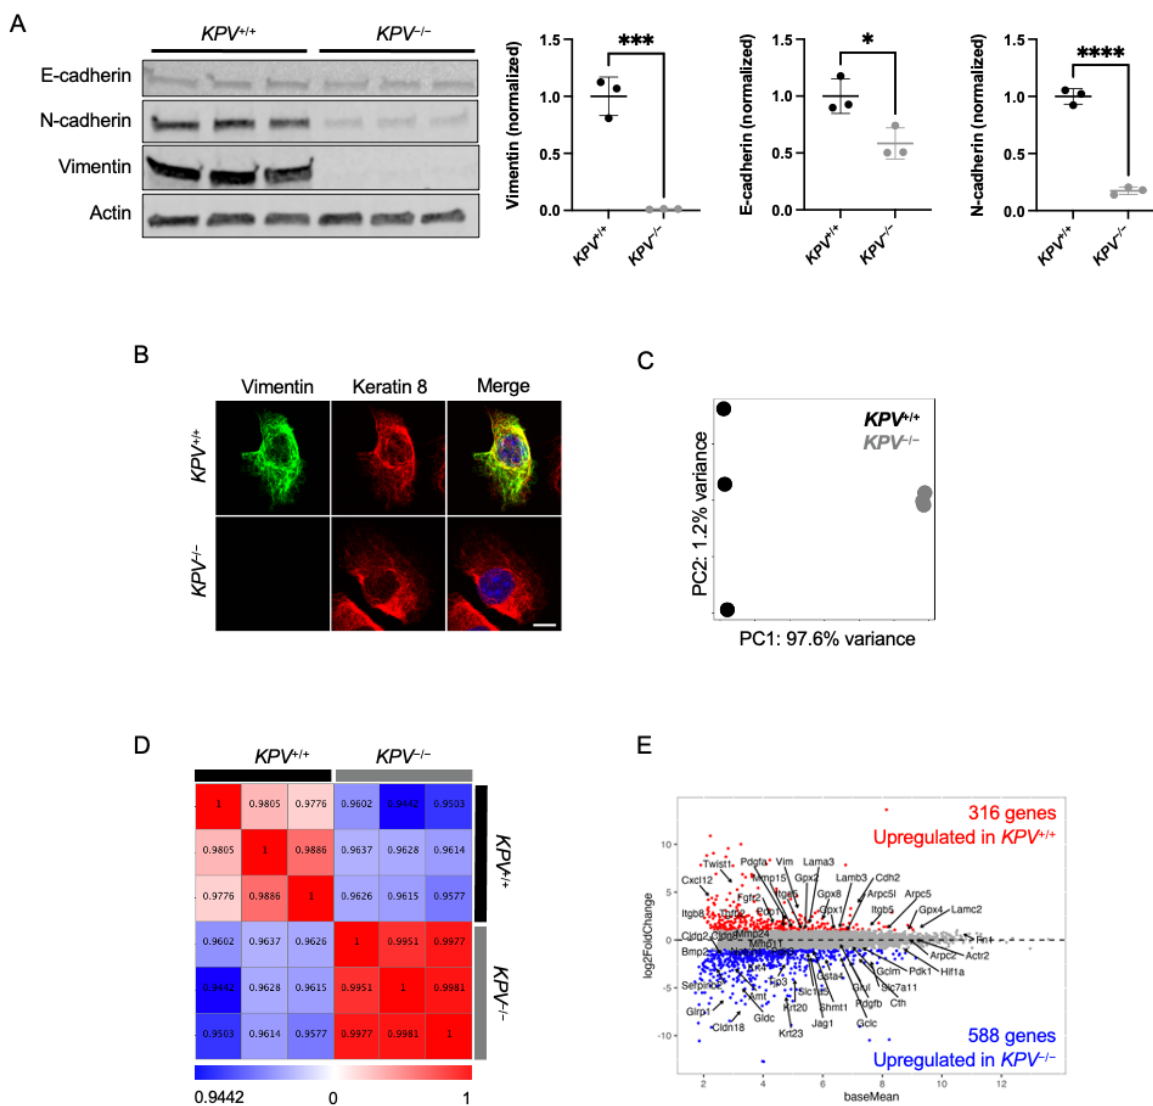 A
KPV+/+ KPV–/–
E-cadherin
N-cadherin
Vimentin
Actin
Vimentin (normalized)
1.5
1.0
0.5
0.0
***
KPV+/+
KPV–/–
E-cadherin (normalized)
1.5
1.0
0.5
0.0
*
KPV+/+
KPV–/–
N-cadherin (normalized)
1.5
1.0
0.5
0.0
****
KPV+/+
KPV–/–
B
Vimentin Keratin 8 Merge
KPV+/+
KPV–/–
C
KPV+/+
KPV–/–
PC2: 1.2% variance
PC1: 97.6% variance
D
KPV+/+ KPV–/–
1 0.9805 0.9776 0.9602 0.9442 0.9503
0.9805 1 0.9886 0.9637 0.9628 0.9614
0.9776 0.9886 1 0.9626 0.9615 0.9577
0.9602 0.9637 0.9626 1 0.9951 0.9977
0.9442 0.9628 0.9615 0.9951 1 0.9981
0.9503 0.9614 0.9577 0.9977 0.9981 1
KPV+/+
KPV–/–
0.9442 0 1
E
316 genes
Upregulated in KPV+/+
Twist1 Pdgfa Vim Lama3
Cxcl12 Mmp15 Itga5 Gpx2 Gpx8 Lamb3 Cdh2
Fgfr2 Arpc5l Arpc5
Itgb8 Gpx1 Itgb5 Gpx4 Lamc2
Cldn2 Mmp24 Fn1
Bmp2 Mmp11 Arpc2 Actr2
Krt4 Gsta4 Gclm Pdk1 Hif1a
Glul Slc7a11
Amt Krt20 Slc1a5 Shmt1 Pdgfb
Glrp1 Gldc Jag1 Gclc
Cldn18 Krt23
588 genes
Upregulated in KPV–/–
log2FoldChange
10
5
0
-5
-10
2 4 6 8 10 12
baseMean